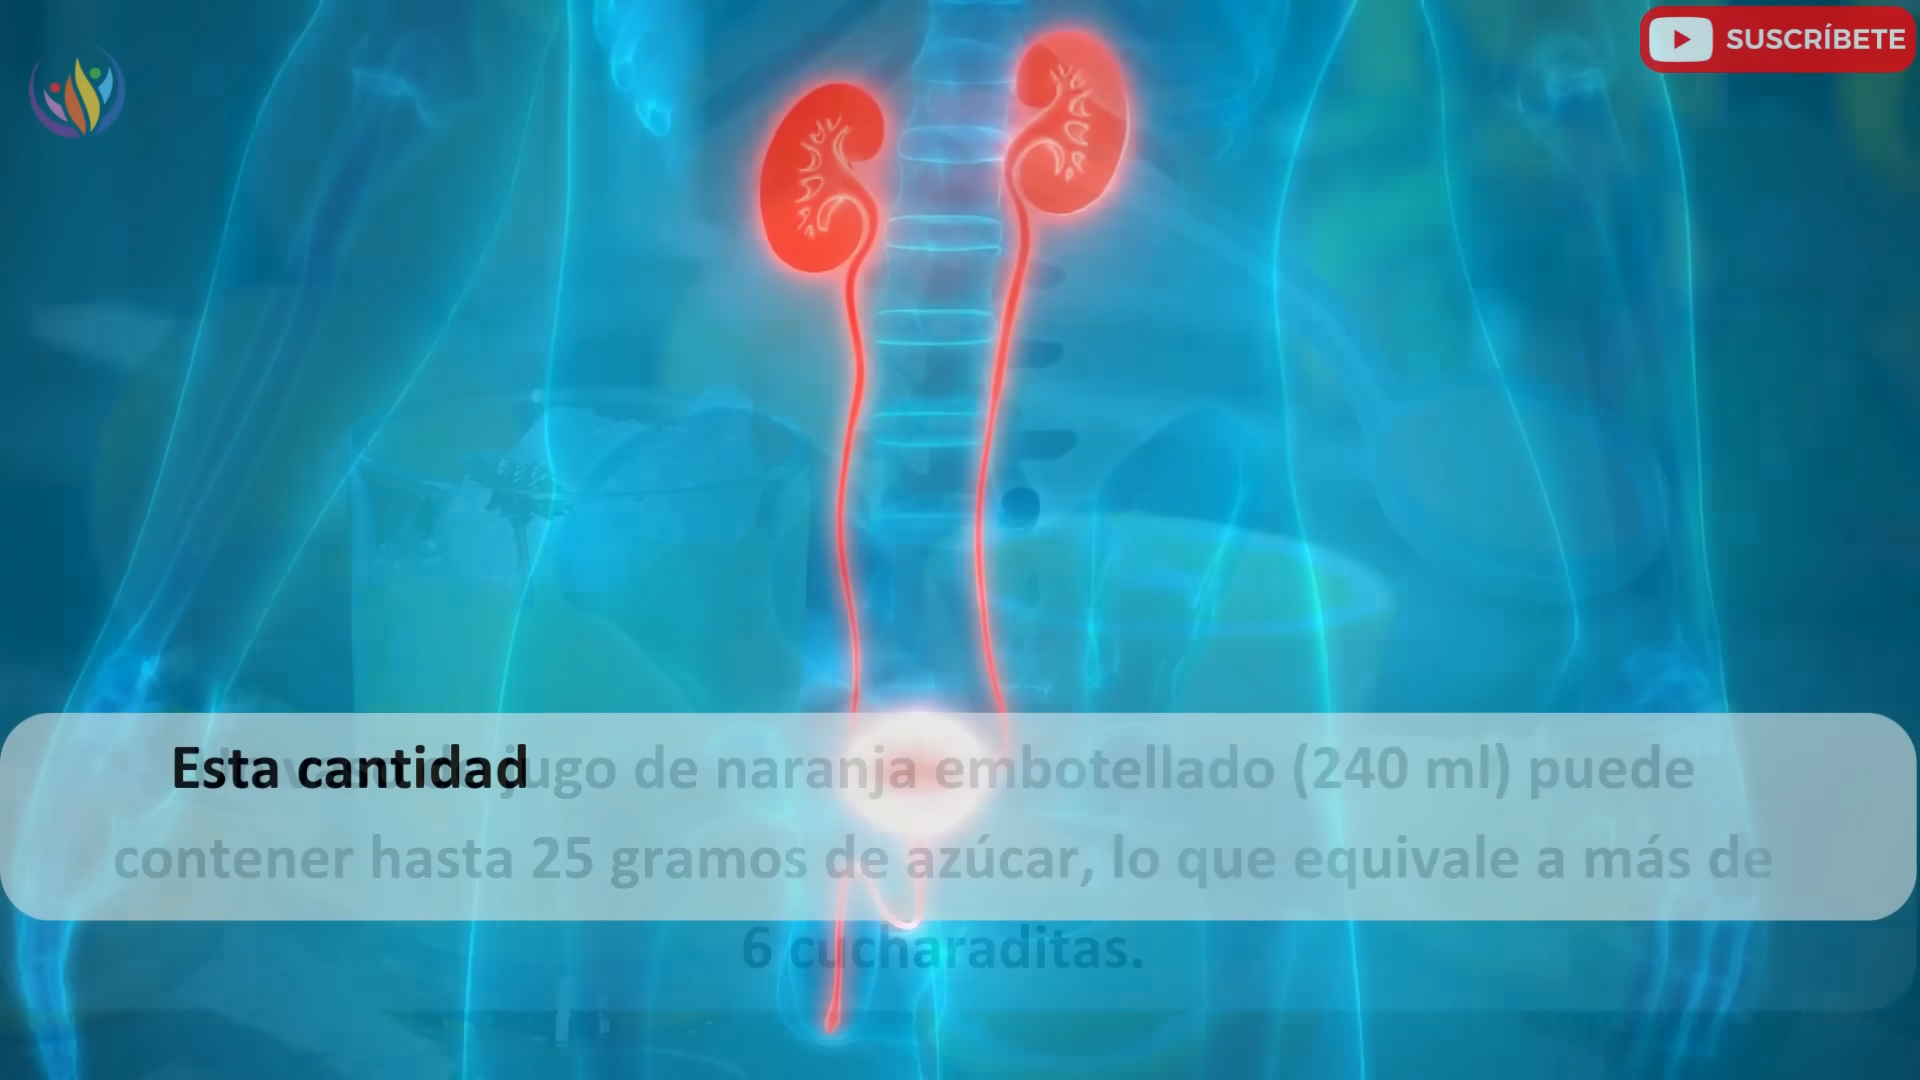 SUSCRÍBETE
Esta cantidad
jugo de naranja embotellado (240 ml) puede
contener hasta 25 gramos de azúcar, lo que equivale a más de
6 cucharaditas.